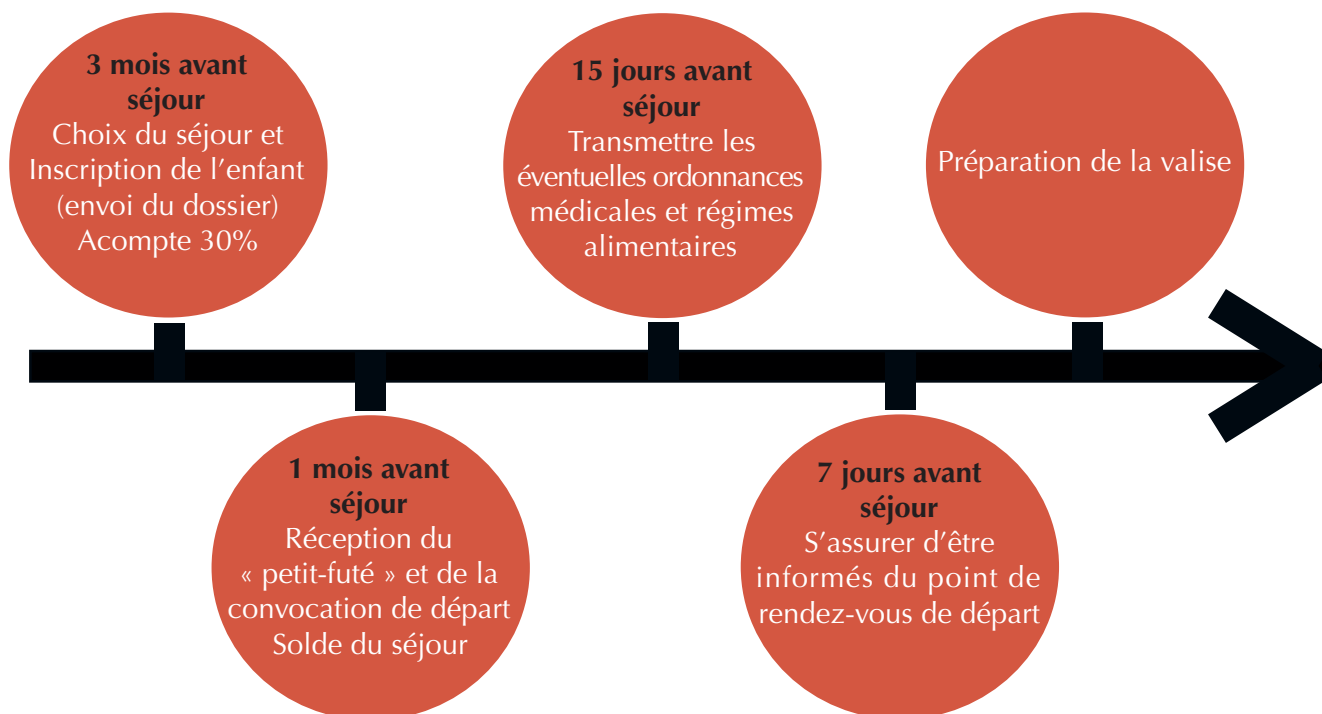 3 mois avant
séjour
Choix du séjour et
Inscription de l’enfant
(envoi du dossier)
Acompte 30%
1 mois avant
séjour
Réception du
« petit-futé » et de la
convocation de départ
Solde du séjour
15 jours avant
séjour
Transmettre les
éventuelles ordonnances
médicales et régimes
alimentaires
7 jours avant
séjour
S’assurer d’être
informés du point de
rendez-vous de départ
Préparation de la valise